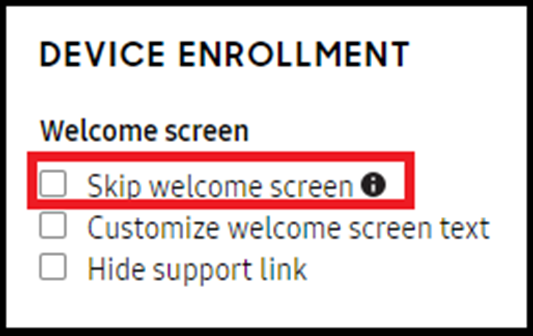 DEVICE ENROLLMENT
Welcome screen
Skip welcome screen
Customize welcome screen text
Hide support link